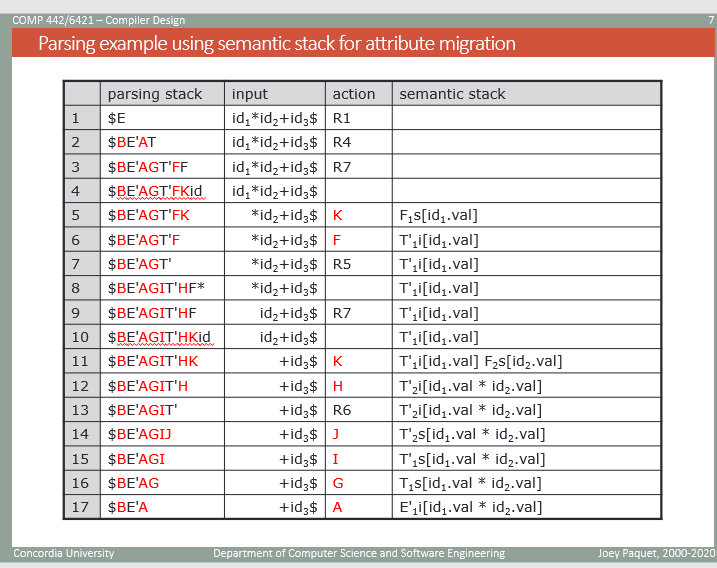 COMP 442/6421 – Compiler Design 7
Parsing example using semantic stack for attribute migration
parsing stack input action semantic stack
1 $E id₁*id₂+id₃$ R1
2 $BE'AT id₁*id₂+id₃$ R4
3 $BE'AGT'FF id₁*id₂+id₃$ R7
4 $BE'AGT'FKid id₁*id₂+id₃$
5 $BE'AGT'FK *id₂+id₃$ K F₁s[id₁.val]
6 $BE'AGT'F *id₂+id₃$ F T'₁i[id₁.val]
7 $BE'AGT' *id₂+id₃$ R5 T'₁i[id₁.val]
8 $BE'AGIT'HF* *id₂+id₃$ T'₁i[id₁.val]
9 $BE'AGIT'HF id₂+id₃$ R7 T'₁i[id₁.val]
10 $BE'AGIT'HKid id₂+id₃$ T'₁i[id₁.val]
11 $BE'AGIT'HK +id₃$ K T'₁i[id₁.val] F₂s[id₂.val]
12 $BE'AGIT'H +id₃$ H T'₂i[id₁.val * id₂.val]
13 $BE'AGIT' +id₃$ R6 T'₂i[id₁.val * id₂.val]
14 $BE'AGIJ +id₃$ J T'₂s[id₁.val * id₂.val]
15 $BE'AGI +id₃$ I T'₁s[id₁.val * id₂.val]
16 $BE'AG +id₃$ G T₁s[id₁.val * id₂.val]
17 $BE'A +id₃$ A E'₁i[id₁.val * id₂.val]
Concordia University Department of Computer Science and Software Engineering Joey Paquet, 2000-2020